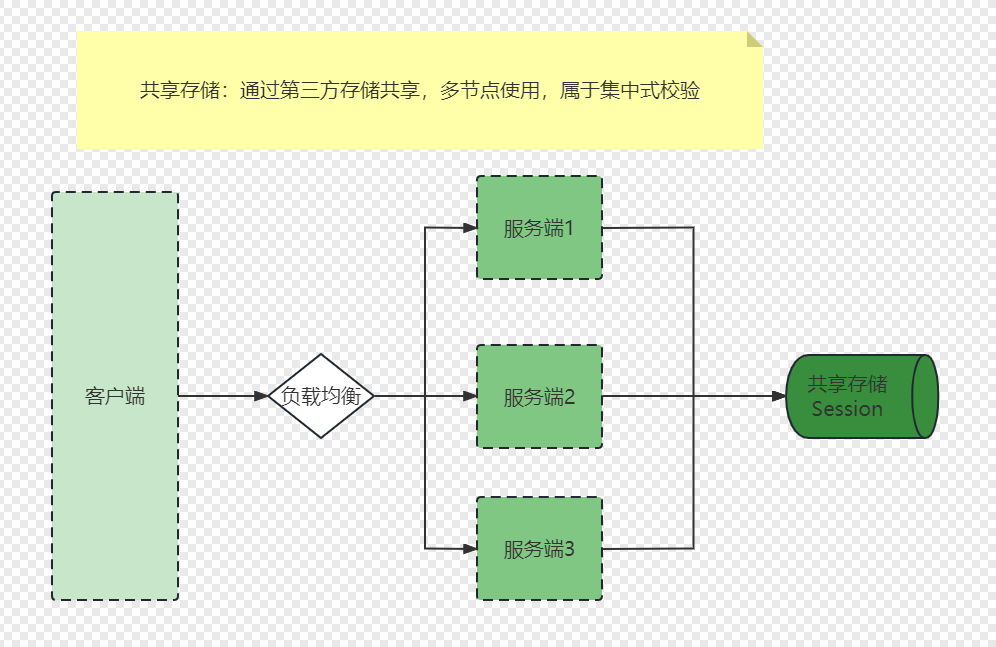 共享存储：通过第三方存储共享，多节点使用，属于集中式校验
服务端1
客户端
负载均衡
服务端2
共享存储
Session
服务端3